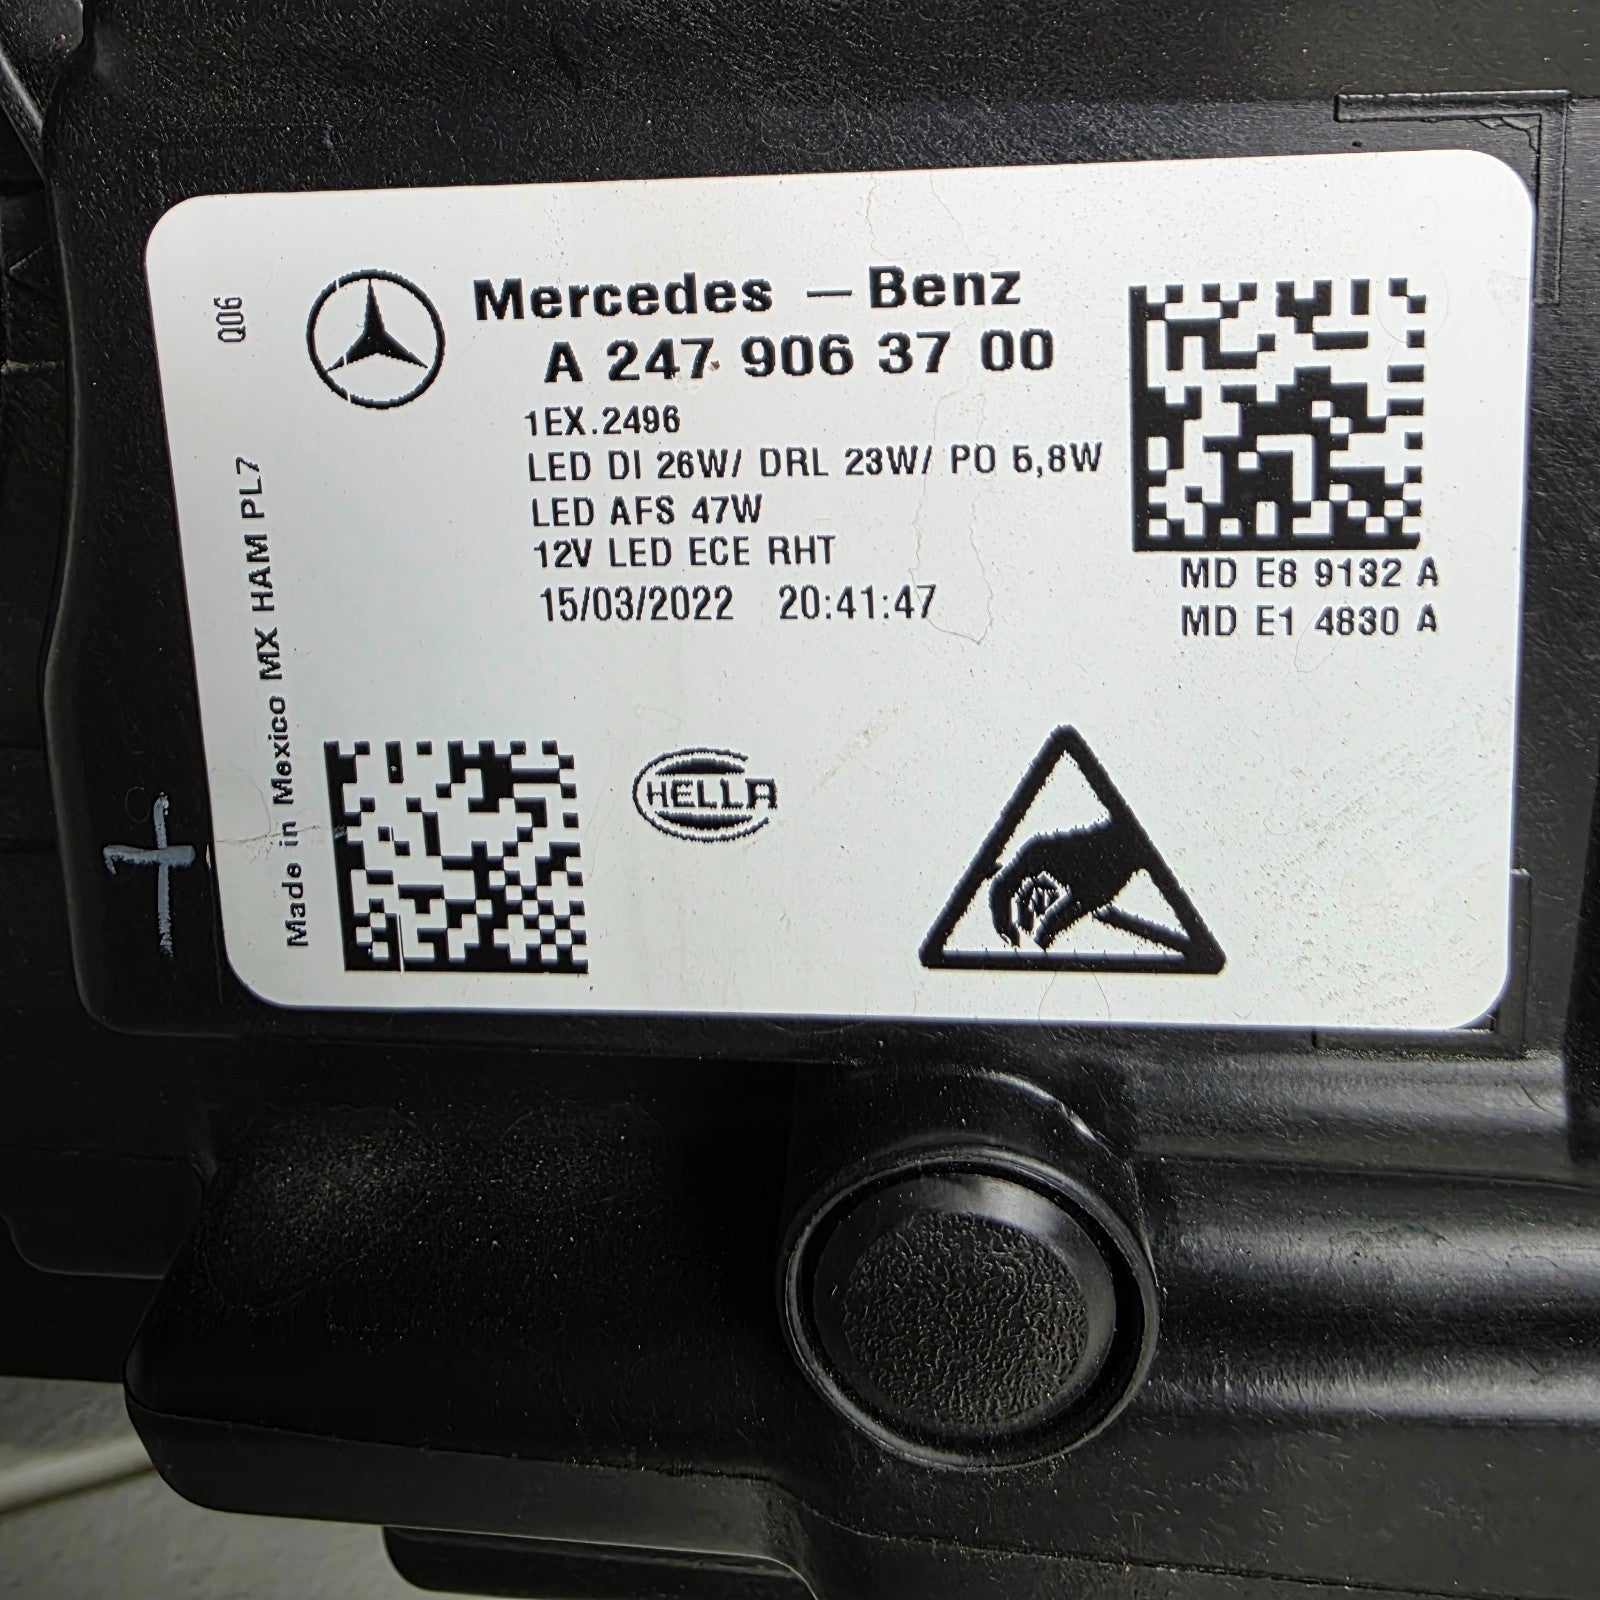 Mercedes - Benz
A 247 906 37 00
1EX.2496
LED DI 26W/ DRL 23W/ PO 5,8W
LED AFS 47W
12V LED ECE RHT
15/03/2022 20:41:47
MD E8 9132 A
MD E1 4830 A
Q06
Made in Mexico MX HAM PL7
HELLA